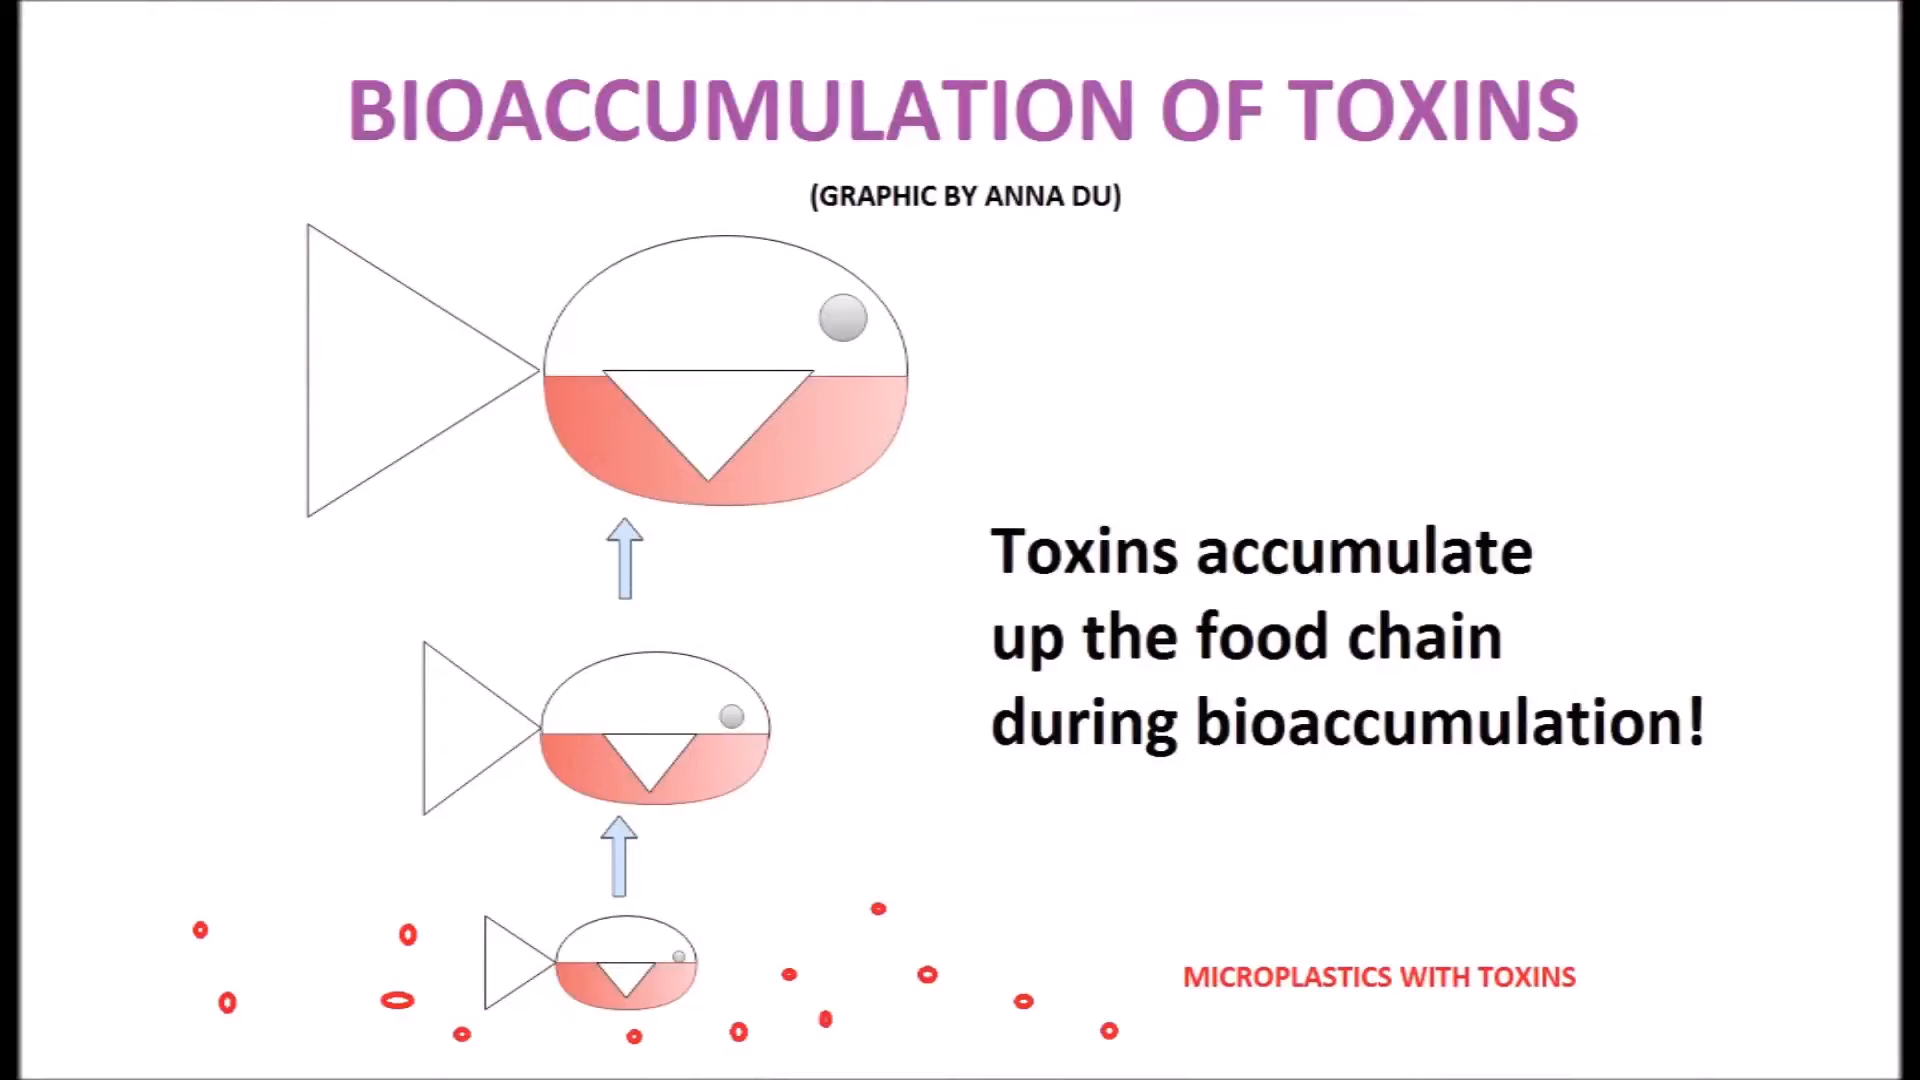 BIOACCUMULATION OF TOXINS
(GRAPHIC BY ANNA DU)
Toxins accumulate
up the food chain
during bioaccumulation!
MICROPLASTICS WITH TOXINS